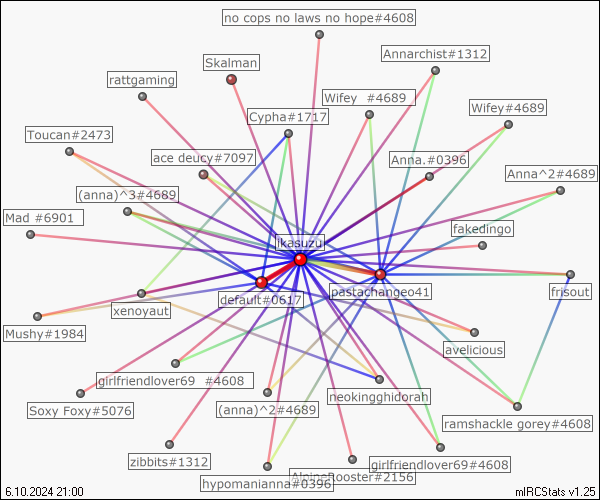 no cops no laws no hope#4608
Annarchist#1312
Skalman
rattgaming
Wifey  #4689
Wifey#4689
Cypha#1717
Toucan#2473
ace deucy#7097
Anna.#0396
Anna^2#4689
(anna)^3#4689
Mad #6901
fakedingo
ikasuzu
pastachangeo41
frisout
default#0617
xenoyaut
Mushy#1984
avelicious
girlfriendlover69  #4608
neokingghidorah
Soxy Foxy#5076
(anna)^2#4689
ramshackle gorey#4608
zibbits#1312
girlfriendlover69#4608
AlpineRooster#2156
hypomanianna#0396
6.10.2024 21:00
mIRCStats v1.25